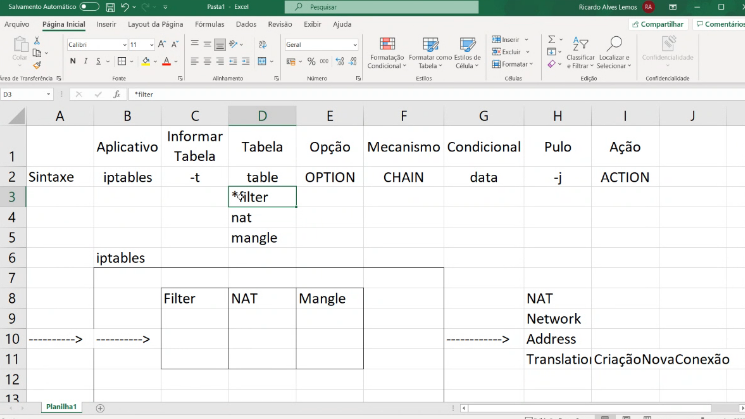 Salvamento Automático
Pasta1 - Excel
Pesquisar
Ricardo Alves Lemos
RA
Arquivo Página Inicial Inserir Layout da Página Fórmulas Dados Revisão Exibir Ajuda
Compartilhar Comentários
Colar
Calibri 11
Geral
N I S
Formatação Condicional
Formatar como Tabela
Estilos de Célula
Inserir
Excluir
Formatar
Classificar e Filtrar
Localizar e Selecionar
Confidencialidade
Área de Transferência Fonte Alinhamento Número Estilos Células Edição Confidencialidade
D3 fx *filter
A B C D E F G H I J
1 Aplicativo Informar Tabela Tabela Opção Mecanismo Condicional Pulo Ação
2 Sintaxe iptables -t table OPTION CHAIN data -j ACTION
3 *filter
4 nat
5 mangle
6 iptables
7
8 Filter NAT Mangle NAT
9 Network
10 ----------> ----------> ------------> Address
11 Translation CriaçãoNovaConexão
12
13
Planilha1